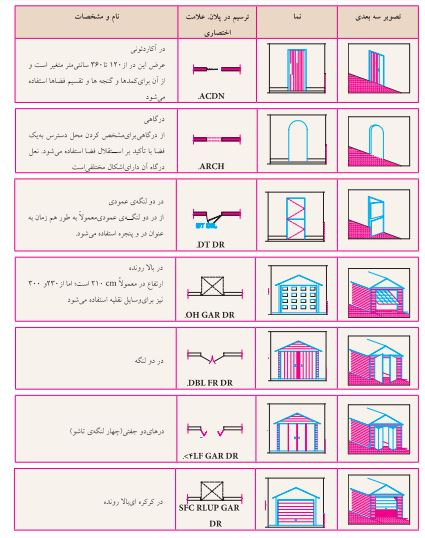 نام و مشخصات
ترسیم در پلان، علامت
اختصاری
نما
تصویر سه بعدی
در آکاردئونی
عرض این در از ۱۲۰ تا ۳۶۰ سانتی‌متر متغیر است و
از آن برای‌کمدها و گنجه ها و تقسیم فضاها استفاده
می‌شود
.ACDN
درگاهی
از درگاهی‌برای‌مشخص کردن محل دسترس به‌یک
فضا با تأکید بر استقلال فضا استفاده می‌شود. نعل
درگاه آن دارای‌اشکال مختلفی‌است
.ARCH
در دو لنگه‌ی عمودی
از در دو لنگه‌ی عمودی‌معمولاً به طور هم زمان به
عنوان در و پنجره استفاده می‌شود.
DT DR.
.DT DR
در بالا رونده
ارتفاع در معمولاً ۲۱۰ cm است؛ اما از ۲۳۰و ۳۰۰
نیز برای‌وسایل نقلیه استفاده می‌شود
.OH GAR DR
در دو لنگه
.DBL FR DR
درهای‌دو جفتی(چهار لنگه‌ی تاشو)
.<۴LF GAR DR
در کرکره ای‌بالا رونده
SFC RLUP GAR
DR